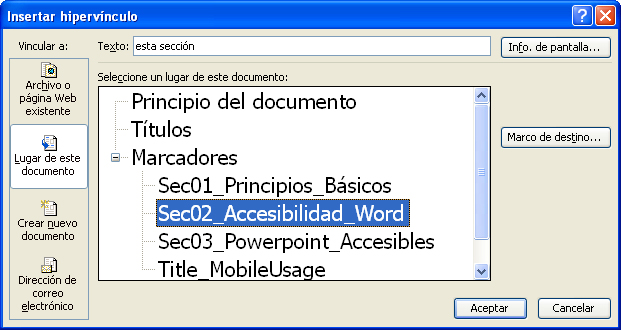 Insertar hipervínculo
Vincular a:
Texto: esta sección
Info. de pantalla...
Seleccione un lugar de este documento:
Archivo o
página Web
existente
Lugar de este
documento
Crear nuevo
documento
Dirección de
correo
electrónico
Principio del documento
Títulos
Marcadores
Sec01_Principios_Básicos
Sec02_Accesibilidad_Word
Sec03_Powerpoint_Accesibles
Title_MobileUsage
Marco de destino...
Aceptar
Cancelar